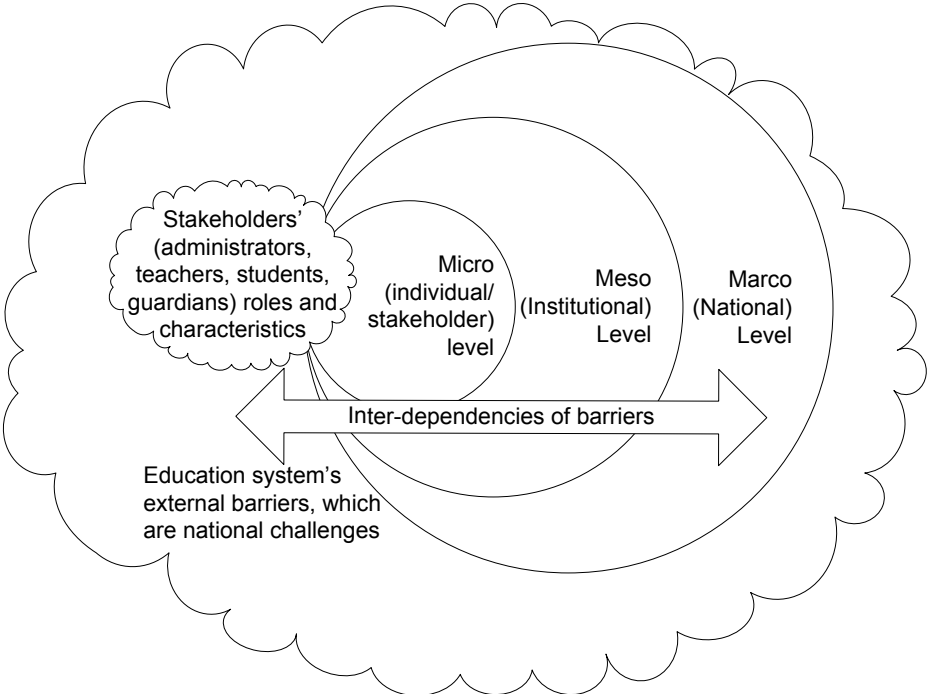 Stakeholders’
(administrators,
teachers, students,
guardians) roles and
characteristics
Micro
(individual/
stakeholder)
level
Meso
(Institutional)
Level
Marco
(National)
Level
Inter-dependencies of barriers
Education system’s
external barriers, which
are national challenges